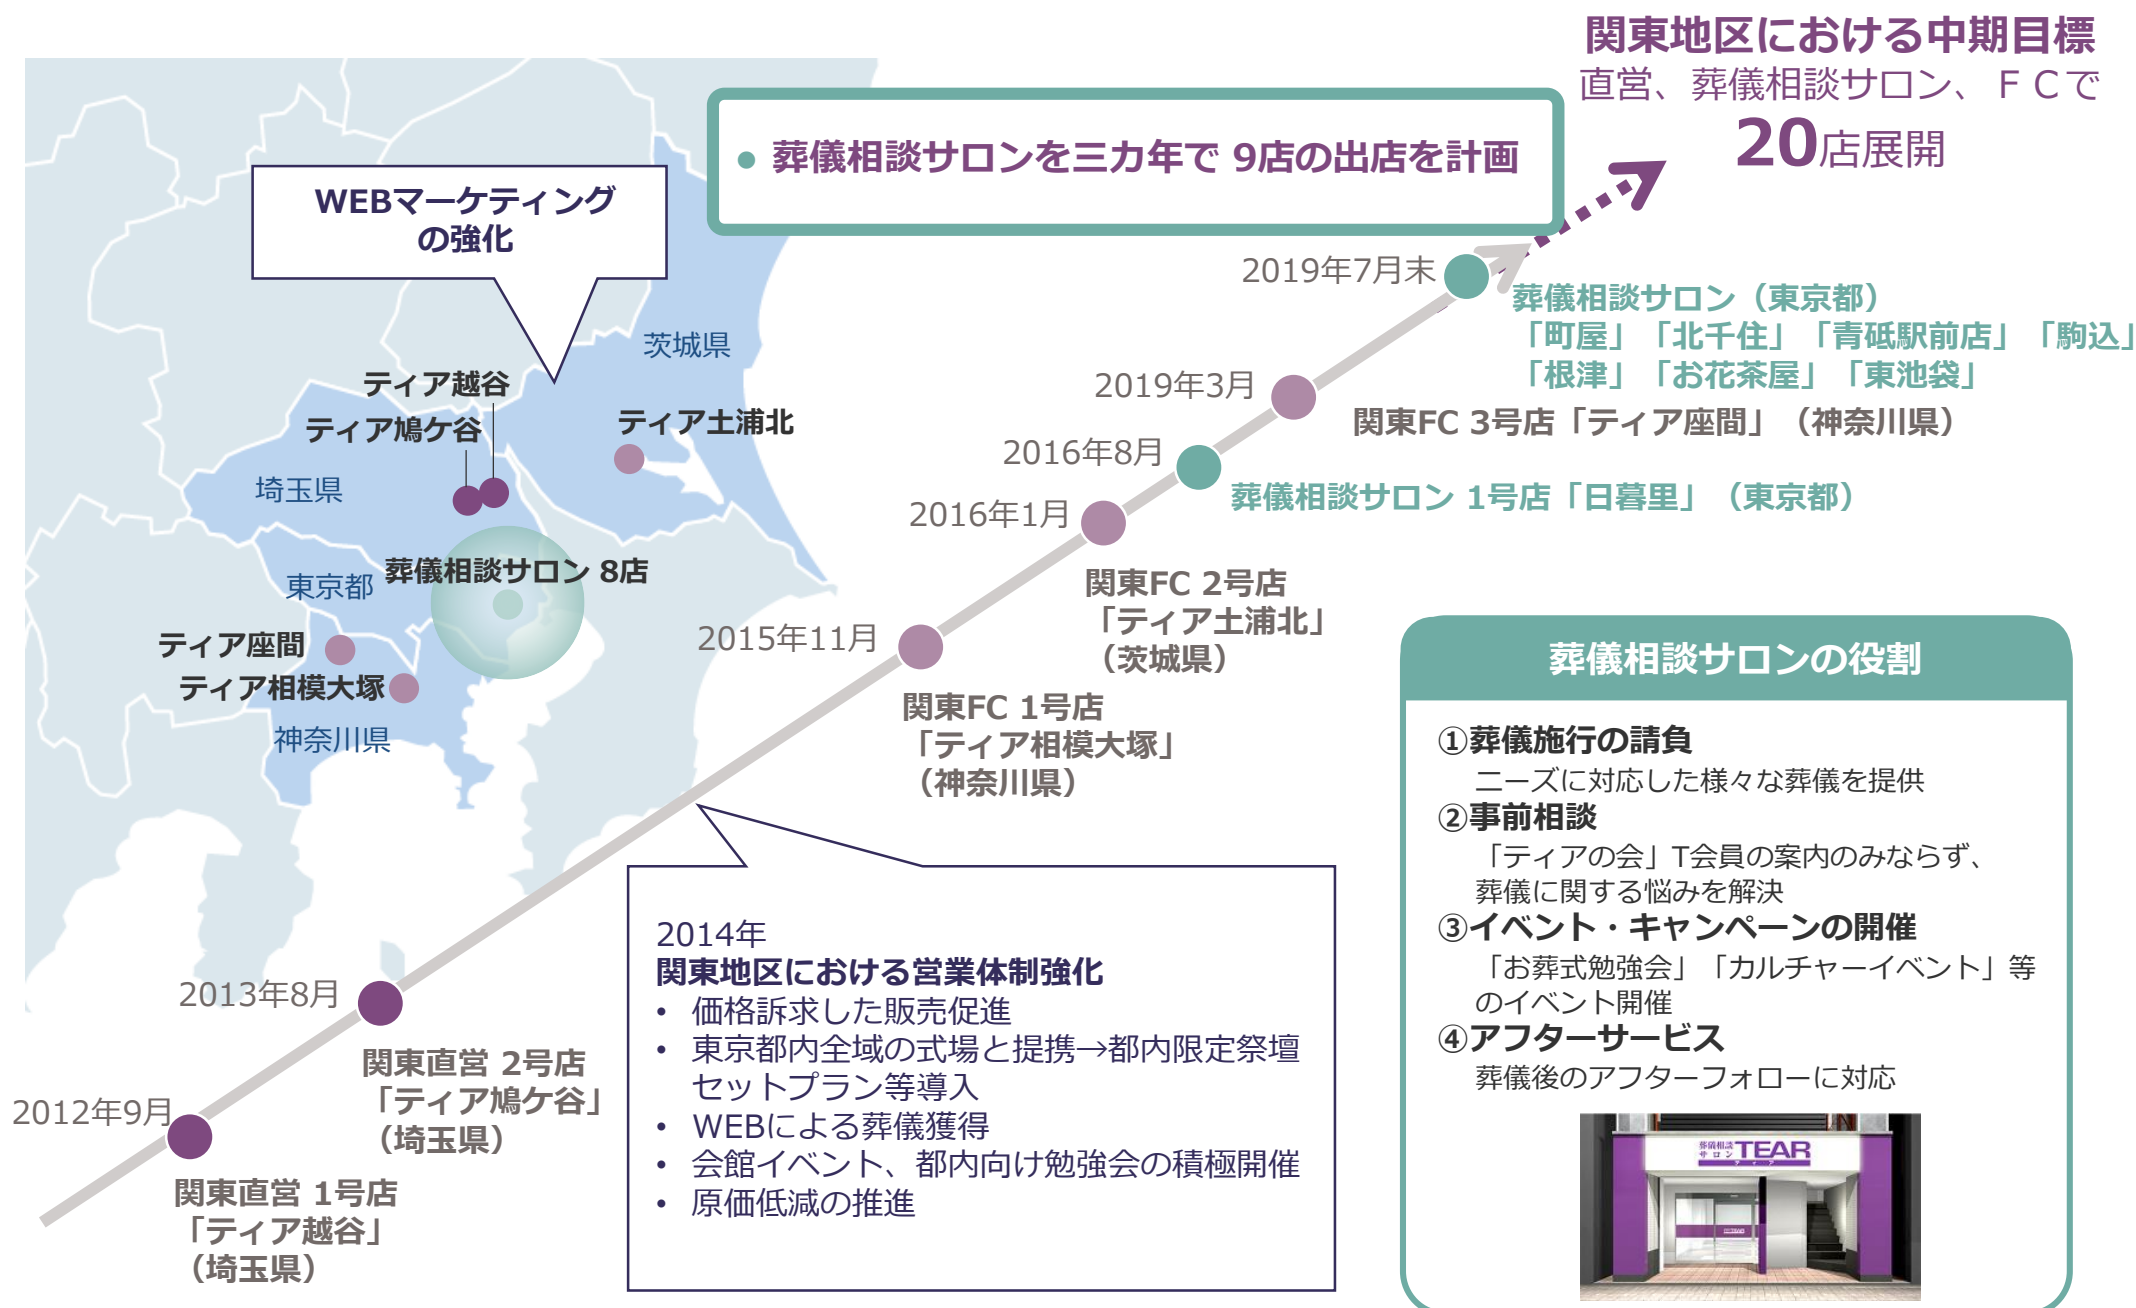 関東地区における中期目標
直営、葬儀相談サロン、ＦＣで
20店展開
• 葬儀相談サロンを三カ年で 9店の出店を計画
WEBマーケティング
の強化
茨城県
ティア越谷
ティア鳩ケ谷
ティア土浦北
埼玉県
葬儀相談サロン 8店
東京都
ティア座間
ティア相模大塚
神奈川県
2019年7月末
葬儀相談サロン（東京都）
「町屋」「北千住」「青砥駅前店」「駒込」
「根津」「お花茶屋」「東池袋」
2019年3月
関東FC 3号店「ティア座間」（神奈川県）
2016年8月
葬儀相談サロン 1号店「日暮里」（東京都）
2016年1月
関東FC 2号店
「ティア土浦北」
（茨城県）
2015年11月
関東FC 1号店
「ティア相模大塚」
（神奈川県）
2014年
関東地区における営業体制強化
• 価格訴求した販売促進
• 東京都内全域の式場と提携→都内限定祭壇
セットプラン等導入
• WEBによる葬儀獲得
• 会館イベント、都内向け勉強会の積極開催
• 原価低減の推進
2013年8月
関東直営 2号店
「ティア鳩ケ谷」
（埼玉県）
2012年9月
関東直営 1号店
「ティア越谷」
（埼玉県）
葬儀相談サロンの役割
①葬儀施行の請負
ニーズに対応した様々な葬儀を提供
②事前相談
「ティアの会」T会員の案内のみならず、
葬儀に関する悩みを解決
③イベント・キャンペーンの開催
「お葬式勉強会」「カルチャーイベント」等
のイベント開催
④アフターサービス
葬儀後のアフターフォローに対応
葬儀相談
サロン TEAR
ティア